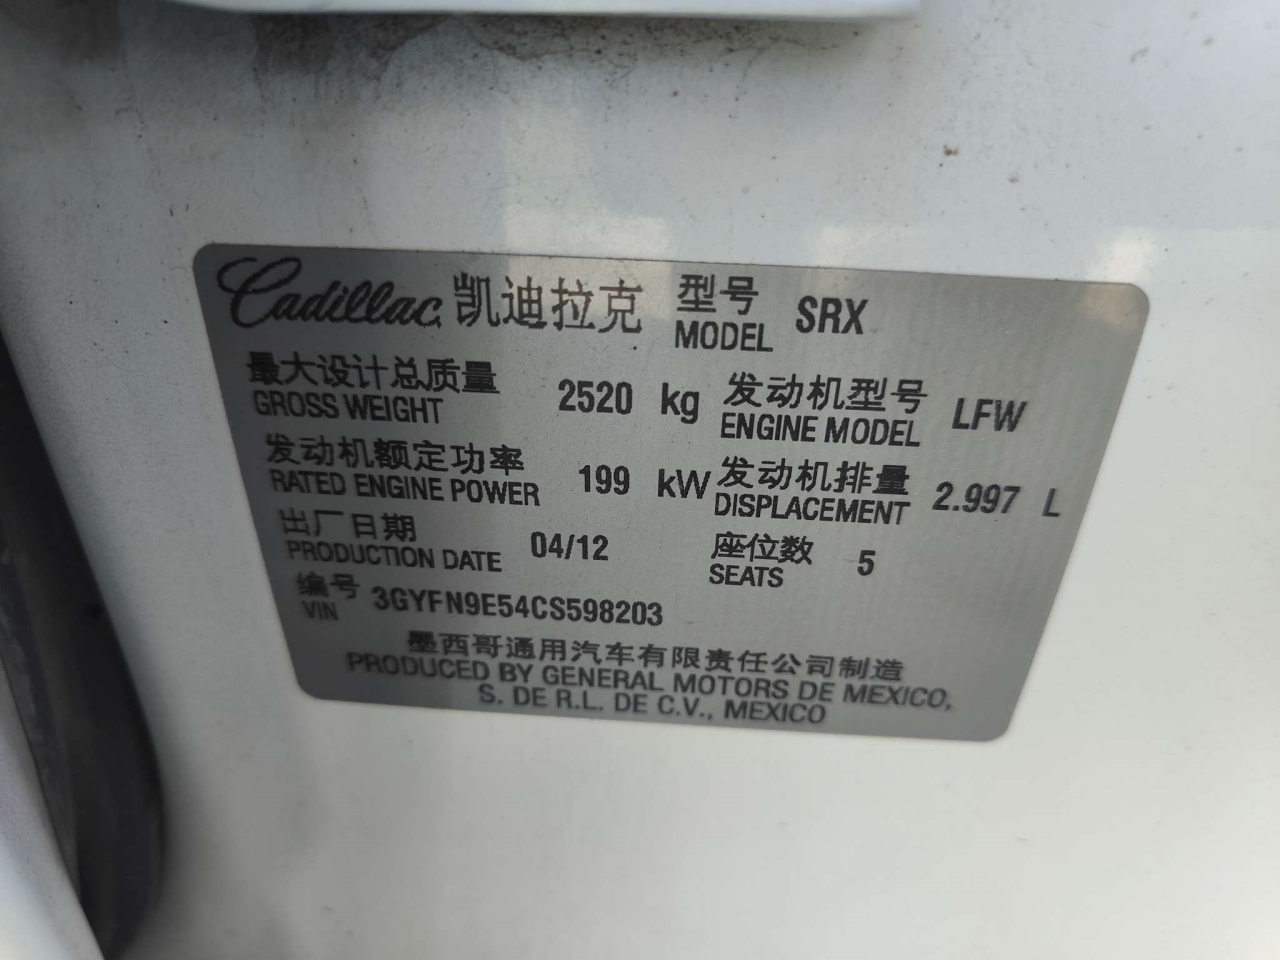 Cadillac 凯迪拉克 型号 MODEL SRX
最大设计总质量 2520 kg 发动机型号 LFW
GROSS WEIGHT ENGINE MODEL
发动机额定功率 199 kW 发动机排量 2.997 L
RATED ENGINE POWER DISPLACEMENT
出厂日期 04/12 座位数 5
PRODUCTION DATE SEATS
编号 3GYFN9E54CS598203
VIN
墨西哥通用汽车有限责任公司制造
PRODUCED BY GENERAL MOTORS DE MEXICO,
S. DE R.L. DE C.V., MEXICO